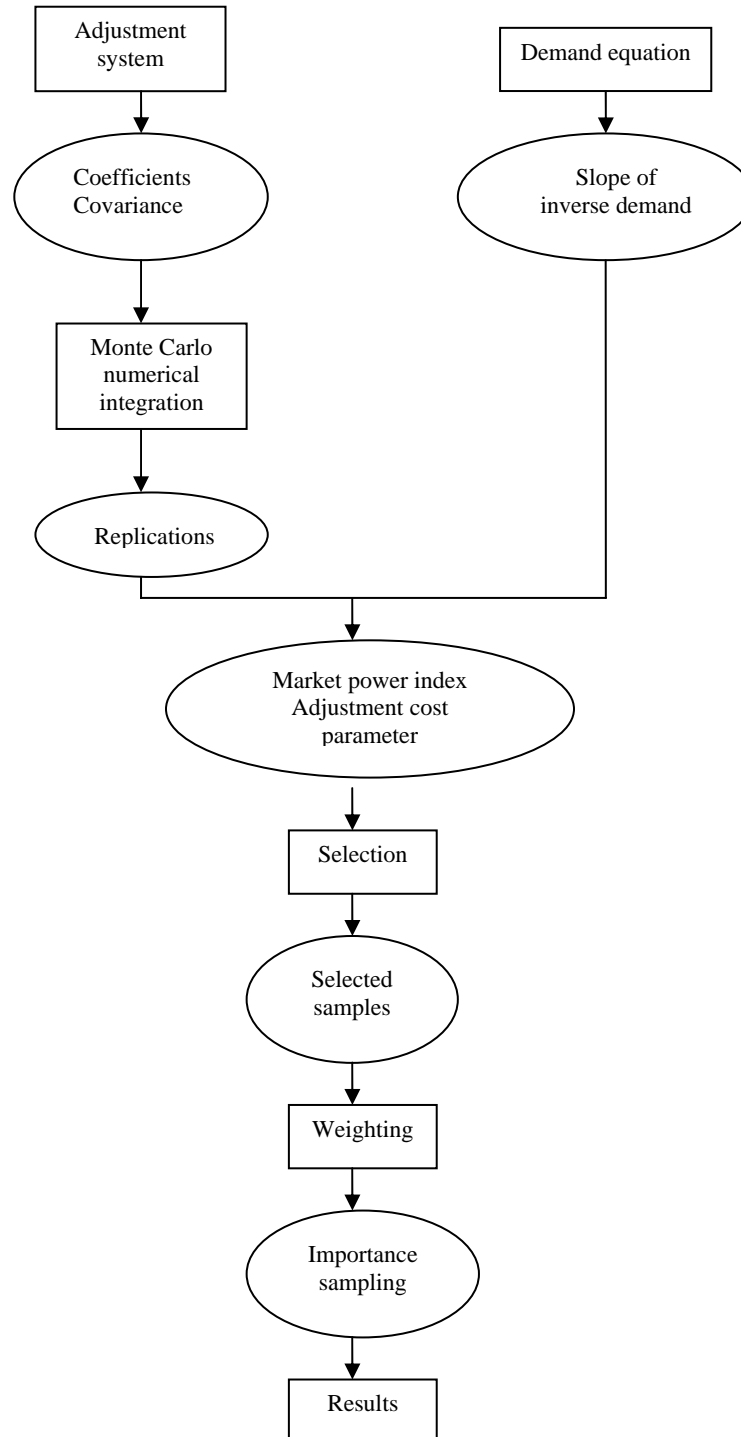 Adjustment
system
Demand equation
Coefficients
Covariance
Slope of
inverse demand
Monte Carlo
numerical
integration
Replications
Market power index
Adjustment cost
parameter
Selection
Selected
samples
Weighting
Importance
sampling
Results